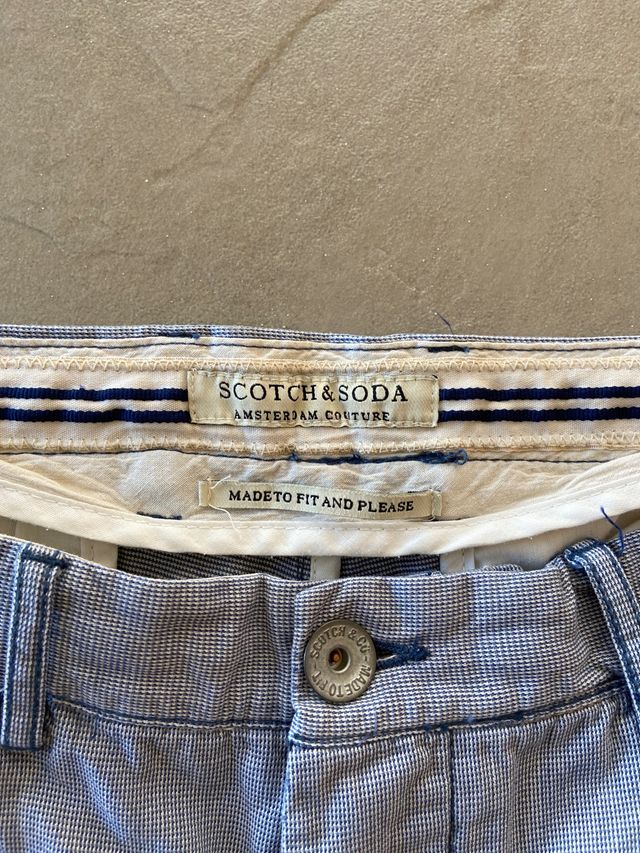 SCOTCH & SODA
AMSTERDAM COUTURE
MADE TO FIT AND PLEASE
-SCOTCH & CO-
MADE TO FIT